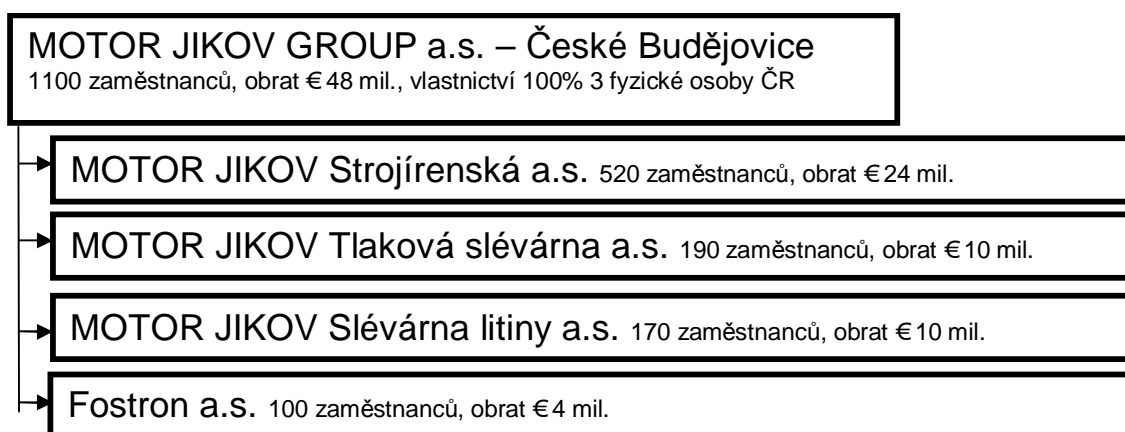 MOTOR JIKOV GROUP a.s. – České Budějovice
1100 zaměstnanců, obrat € 48 mil., vlastnictví 100% 3 fyzické osoby ČR
MOTOR JIKOV Strojírenská a.s. 520 zaměstnanců, obrat € 24 mil.
MOTOR JIKOV Tlaková slévárna a.s. 190 zaměstnanců, obrat € 10 mil.
MOTOR JIKOV Slévárna litiny a.s. 170 zaměstnanců, obrat € 10 mil.
Fostron a.s. 100 zaměstnanců, obrat € 4 mil.